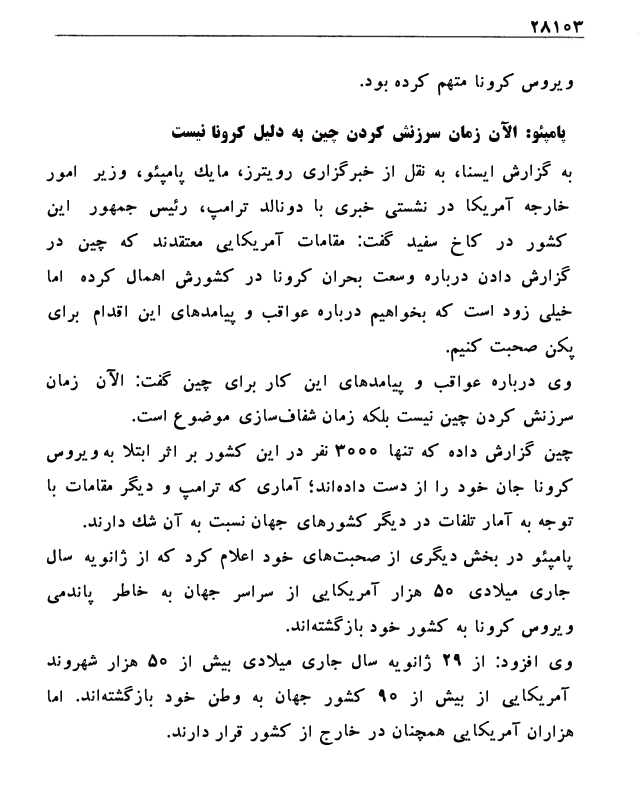 ۲۸۱۰۳
ویروس کرونا متهم کرده بود.
پامپئو: الآن زمان سرزنش کردن چین به دلیل کرونا نیست
به گزارش ایسنا، به نقل از خبرگزاری رویترز، مایك پامپئو، وزیر امور
خارجه آمریکا در نشستی خبری با دونالد ترامپ، رئیس جمهور این
کشور در کاخ سفید گفت: مقامات آمریکایی معتقدند که چین در
گزارش دادن درباره وسعت بحران کرونا در کشورش اهمال کرده اما
خیلی زود است که بخواهیم درباره عواقب و پیامدهای این اقدام برای
پکن صحبت کنیم.
وی درباره عواقب و پیامدهای این کار برای چین گفت: الآن زمان
سرزنش کردن چین نیست بلکه زمان شفاف‌سازی موضوع است.
چین گزارش داده که تنها ۳۰۰۰ نفر در این کشور بر اثر ابتلا به ویروس
کرونا جان خود را از دست داده‌اند؛ آماری که ترامپ و دیگر مقامات با
توجه به آمار تلفات در دیگر کشورهای جهان نسبت به آن شك دارند.
پامپئو در بخش دیگری از صحبت‌های خود اعلام کرد که از ژانویه سال
جاری میلادی ۵۰ هزار آمریکایی از سراسر جهان به خاطر پاندمی
ویروس کرونا به کشور خود بازگشته‌اند.
وی افزود: از ۲۹ ژانویه سال جاری میلادی بیش از ۵۰ هزار شهروند
آمریکایی از بیش از ۹۰ کشور جهان به وطن خود بازگشته‌اند. اما
هزاران آمریکایی همچنان در خارج از کشور قرار دارند.